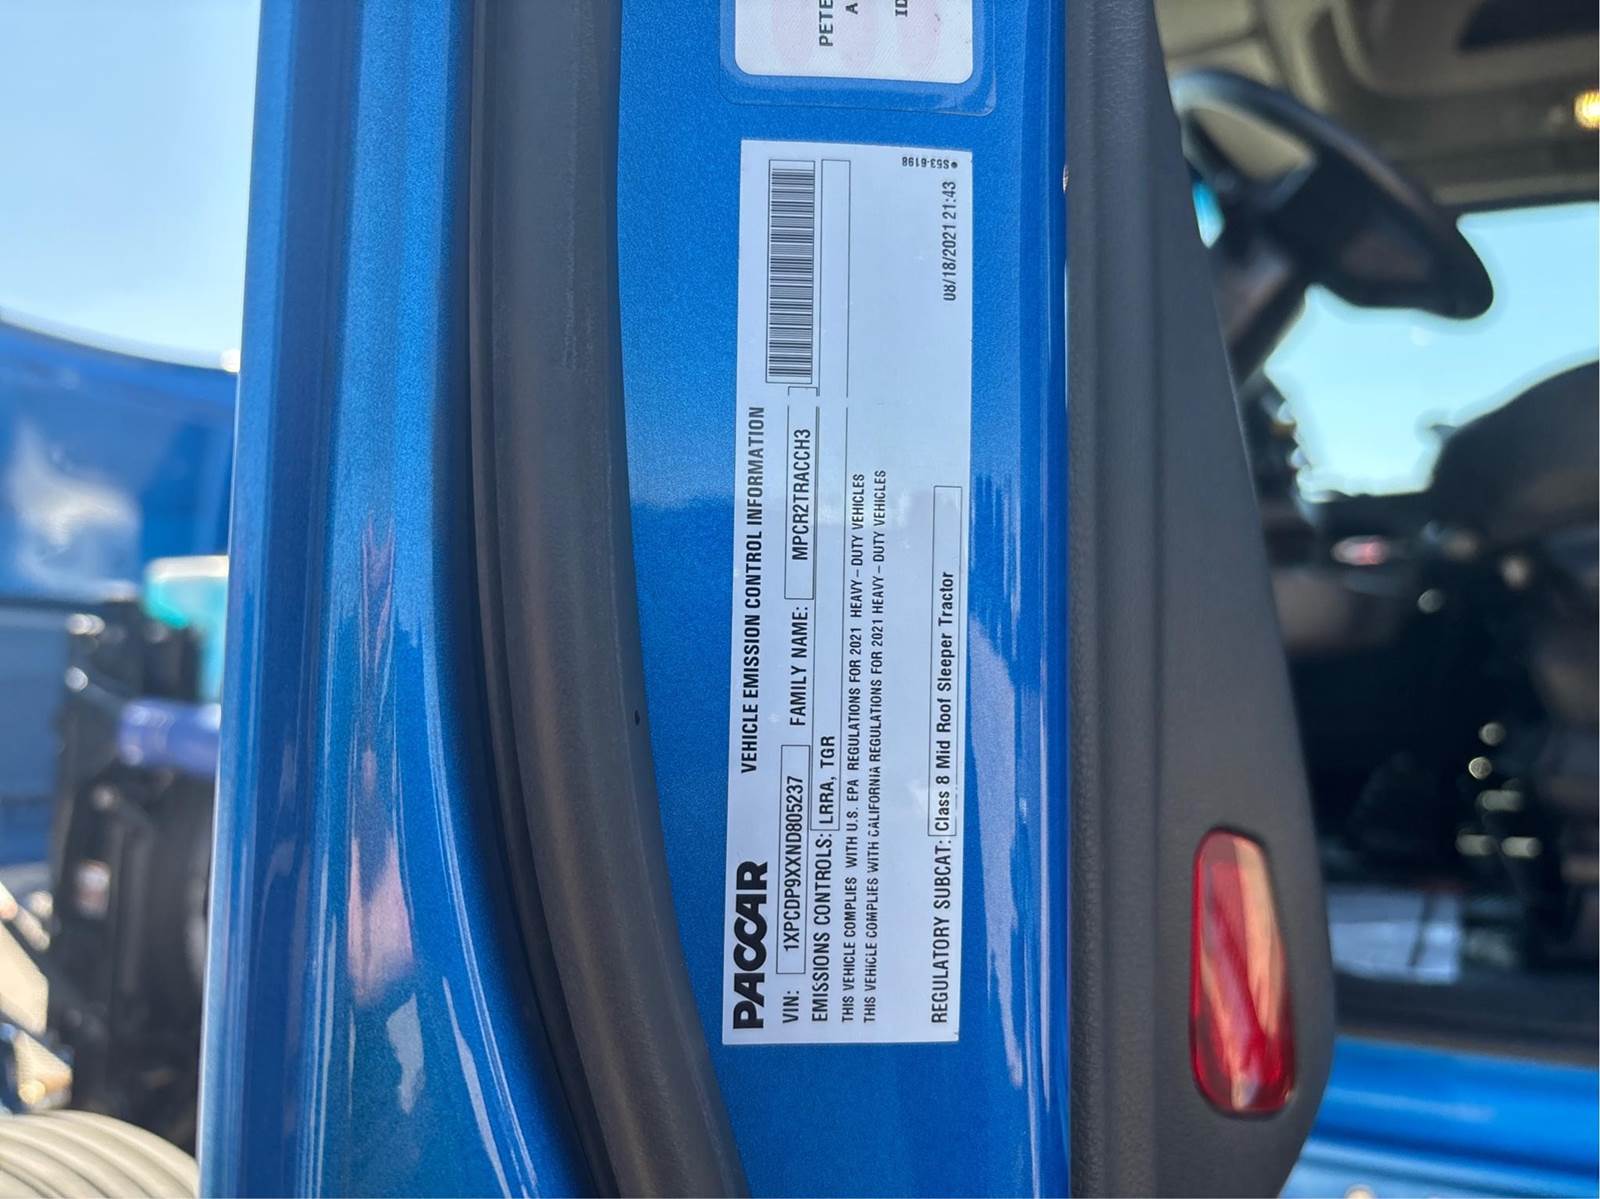 PETE
A
ID
PACCAR VEHICLE EMISSION CONTROL INFORMATION
VIN: 1XPCDP9XXND805237 FAMILY NAME: MPCR2TRACCH3
EMISSIONS CONTROLS: LRRA, TGR
THIS VEHICLE COMPLIES WITH U.S. EPA REGULATIONS FOR 2021 HEAVY-DUTY VEHICLES
THIS VEHICLE COMPLIES WITH CALIFORNIA REGULATIONS FOR 2021 HEAVY-DUTY VEHICLES
REGULATORY SUBCAT: Class 8 Mid Roof Sleeper Tractor
08/18/2021 21:43
•S53-6198